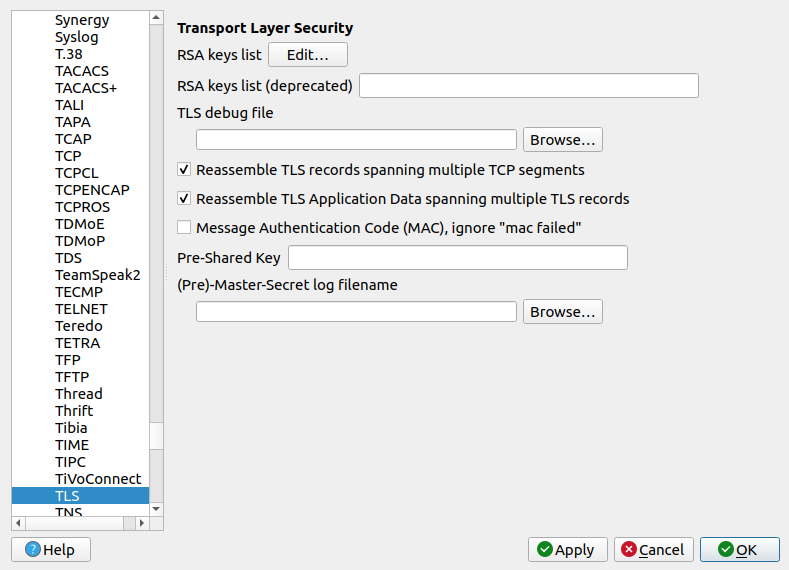 Synergy
Syslog
T.38
TACACS
TACACS+
TALI
TAPA
TCAP
TCP
TCPCL
TCPENCAP
TCPROS
TDMoE
TDMoP
TDS
TeamSpeak2
TECMP
TELNET
Teredo
TETRA
TFP
TFTP
Thread
Thrift
Tibia
TIME
TIPC
TiVoConnect
TLS
TNS
Transport Layer Security
RSA keys list Edit...
RSA keys list (deprecated)
TLS debug file
Browse...
Reassemble TLS records spanning multiple TCP segments
Reassemble TLS Application Data spanning multiple TLS records
Message Authentication Code (MAC), ignore "mac failed"
Pre-Shared Key
(Pre)-Master-Secret log filename
Browse...
Help Apply Cancel OK